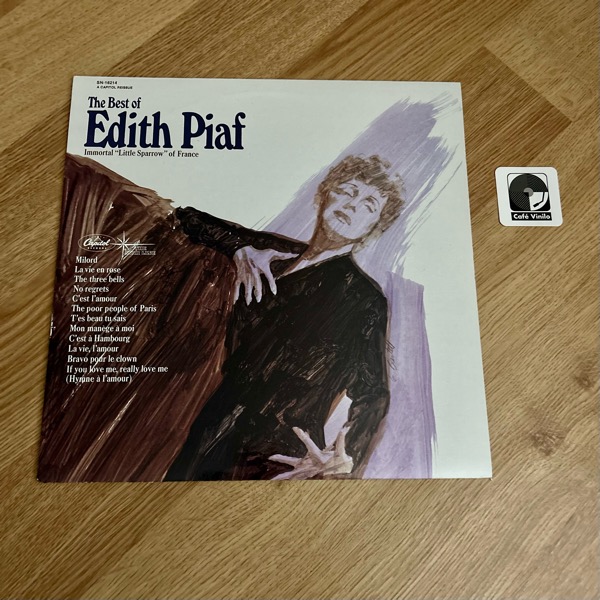 SN-16214
A CAPITOL REISSUE
The Best of
Edith Piaf
Immortal "Little Sparrow" of France
Capitol
RECORDS
Milord
La vie en rose
The three bells
No regrets
C'est l'amour
The poor people of Paris
T'es beau tu sais
Mon manège à moi
C'est à Hambourg
La vie, l'amour
Bravo pour le clown
If you love me, really love me
(Hymne à l'amour)
Café Vinilo